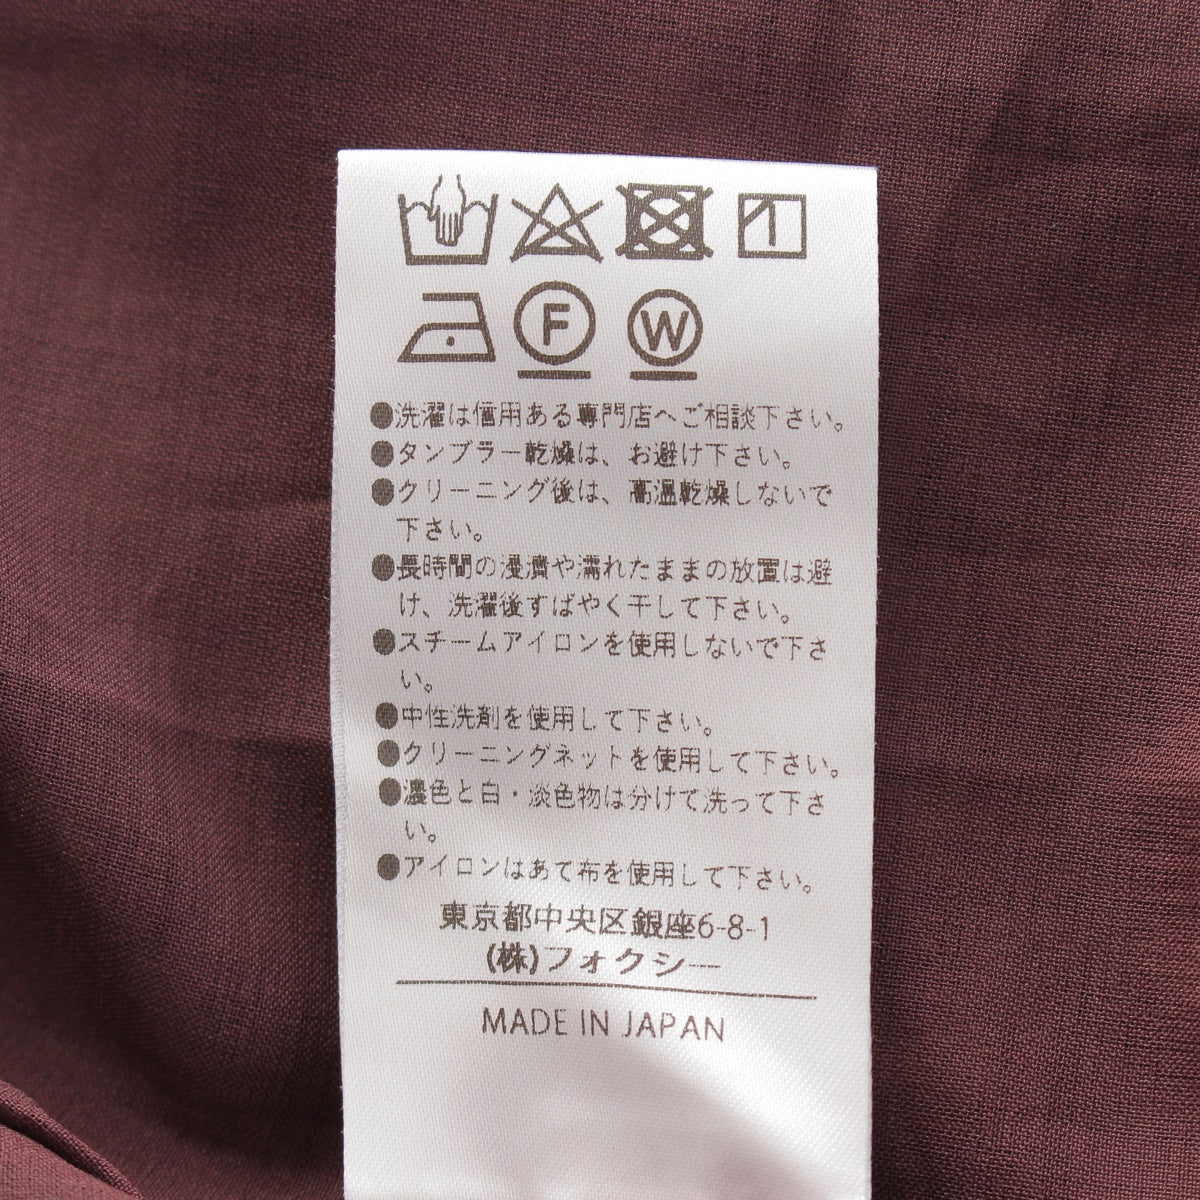 F W
●洗濯は信用ある専門店へご相談下さい。
●タンブラー乾燥は、お避け下さい。
●クリーニング後は、高温乾燥しないで
下さい。
●長時間の浸漬や濡れたままの放置は避
け、洗濯後すばやく干して下さい。
●スチームアイロンを使用しないで下さ
い。
●中性洗剤を使用して下さい。
●クリーニングネットを使用して下さい。
●濃色と白・淡色物は分けて洗って下さ
い。
●アイロンはあて布を使用して下さい。
東京都中央区銀座6-8-1
(株)フォクシー
MADE IN JAPAN